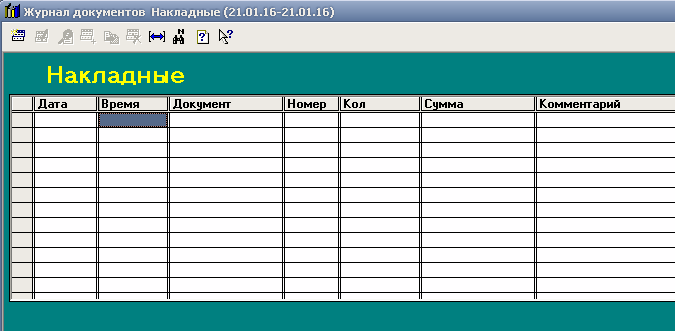 Журнал документов Накладные (21.01.16-21.01.16)
Накладные
Дата Время Документ Номер Кол Сумма Комментарий